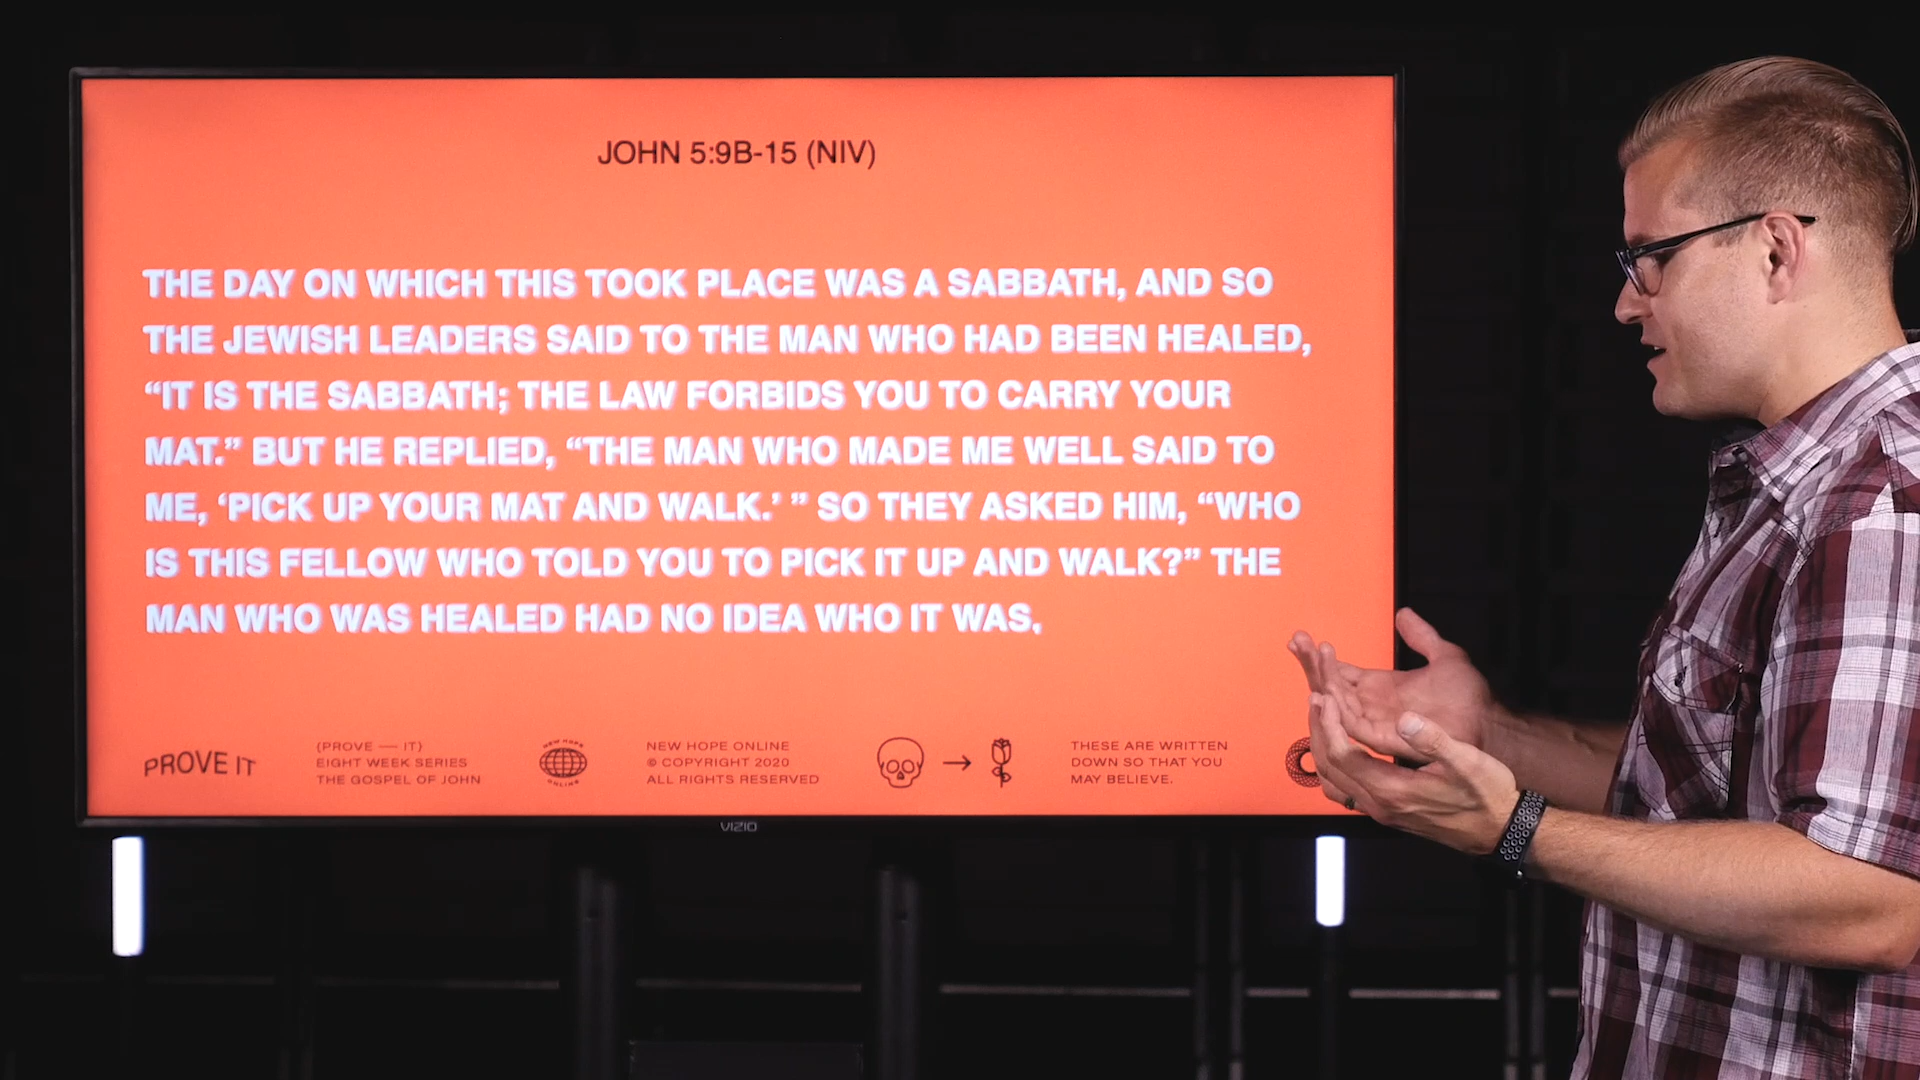 JOHN 5:9B-15 (NIV)
THE DAY ON WHICH THIS TOOK PLACE WAS A SABBATH, AND SO
THE JEWISH LEADERS SAID TO THE MAN WHO HAD BEEN HEALED,
“IT IS THE SABBATH; THE LAW FORBIDS YOU TO CARRY YOUR
MAT.” BUT HE REPLIED, “THE MAN WHO MADE ME WELL SAID TO
ME, ‘PICK UP YOUR MAT AND WALK.’ ” SO THEY ASKED HIM, “WHO
IS THIS FELLOW WHO TOLD YOU TO PICK IT UP AND WALK?” THE
MAN WHO WAS HEALED HAD NO IDEA WHO IT WAS,
PROVE IT
(PROVE — IT)
EIGHT WEEK SERIES
THE GOSPEL OF JOHN
NEW HOPE
ONLINE
NEW HOPE ONLINE
© COPYRIGHT 2020
ALL RIGHTS RESERVED
THESE ARE WRITTEN
DOWN SO THAT YOU
MAY BELIEVE.
VIZIO